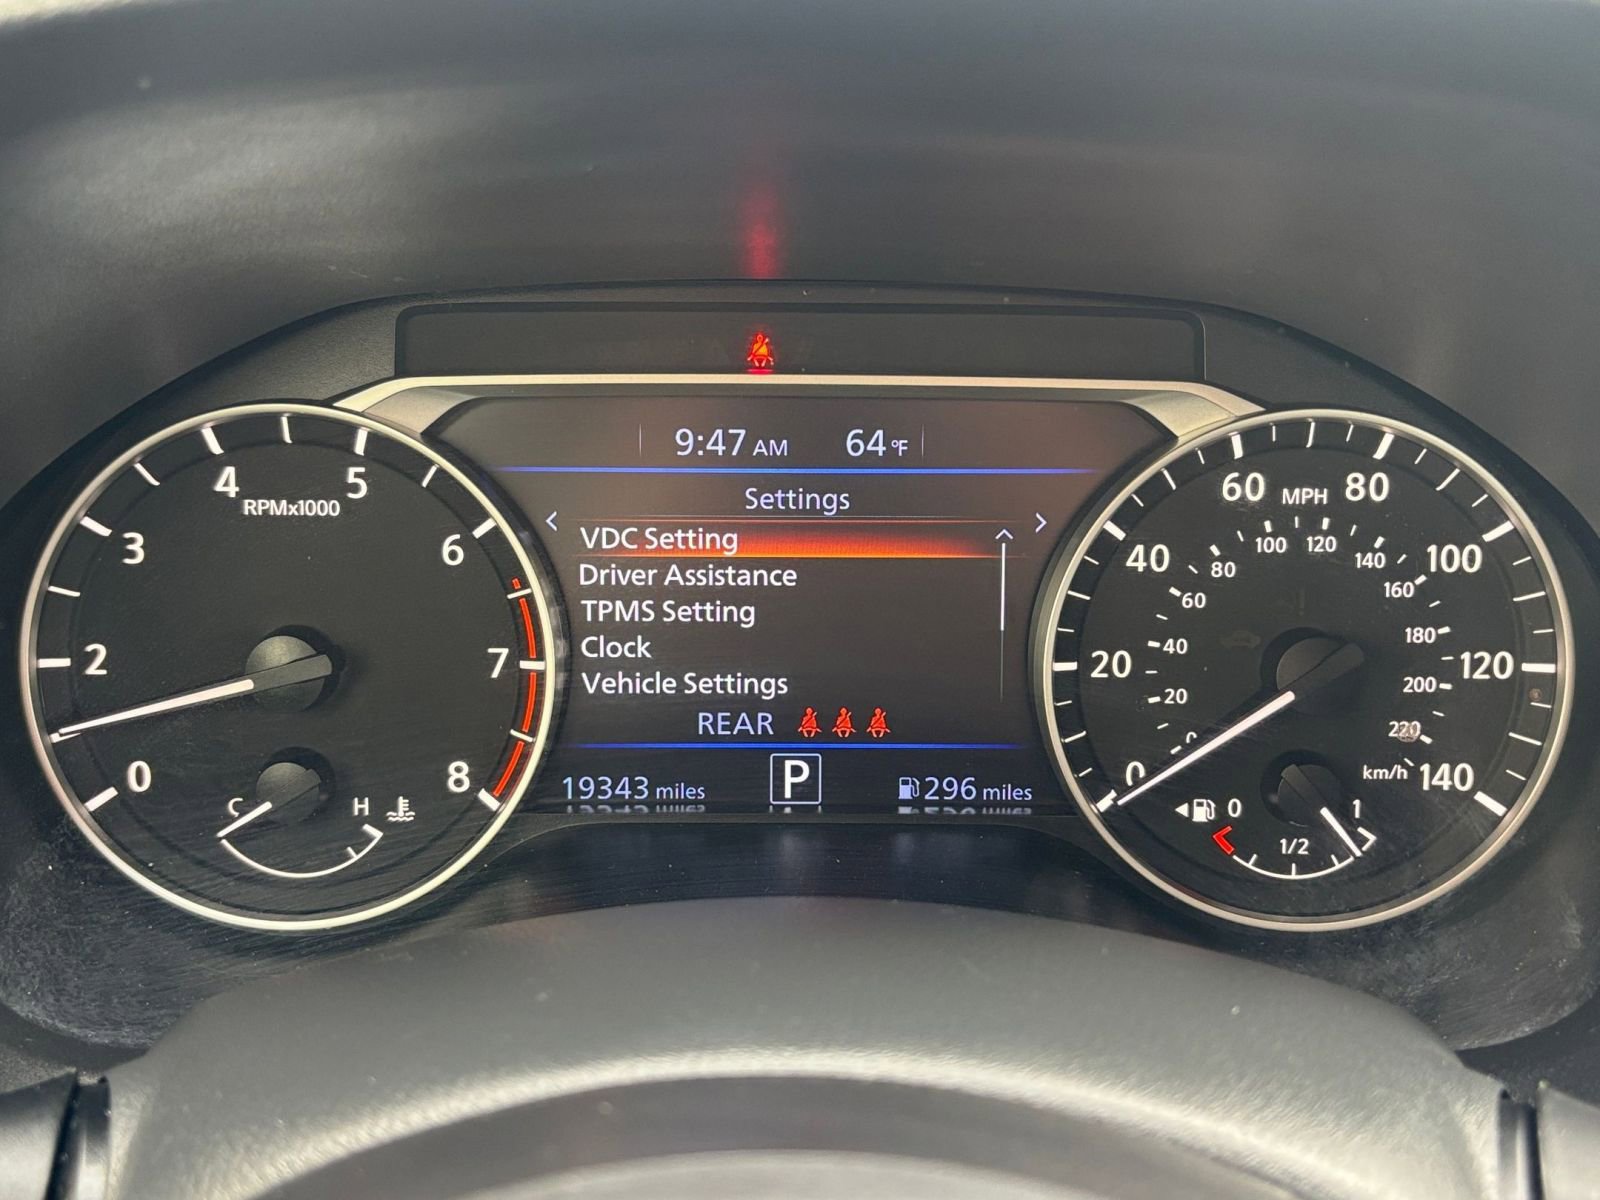 9:47 AM 64 °F
Settings
VDC Setting
Driver Assistance
TPMS Setting
Clock
Vehicle Settings
REAR
19343 miles P 296 miles
0 2 3 4 5 6 7 8
RPMx1000
C H
0 20 40 60 80 100 120 140
MPH
0 20 40 60 80 100 120 140 160 180 200 220
km/h
0 1/2 1